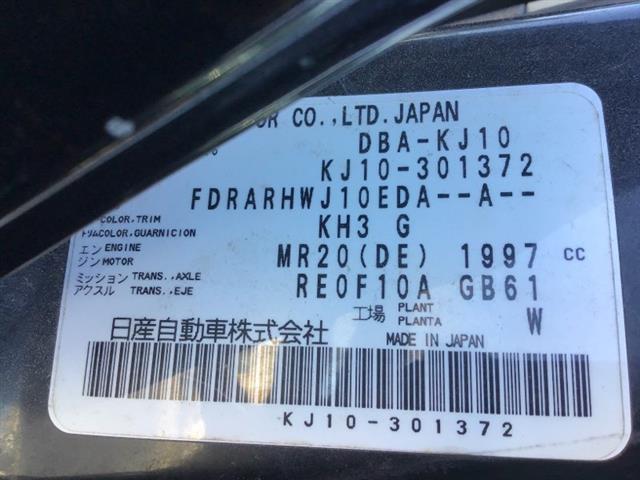 OR CO.,LTD.JAPAN
DBA-KJ10
KJ10-301372
FDRARHWJ10EDA--A--
COLOR,TRIM
COLOR,GUARNICION
KH3 G
エン ENGINE
ジン MOTOR
MR20(DE) 1997 CC
ミッション TRANS.,AXLE
アクスル TRANS.,EJE
RE0F10A GB61
工場 PLANT
PLANTA
W
日産自動車株式会社
MADE IN JAPAN
KJ10-301372